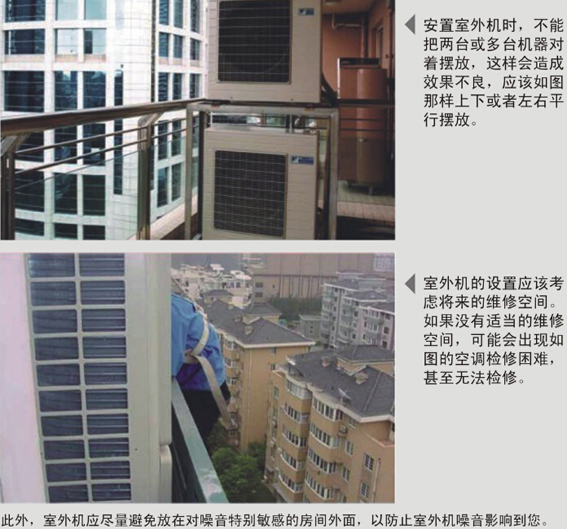 安置室外机时，不能
把两台或多台机器对
着摆放，这样会造成
效果不良，应该如图
那样上下或者左右平
行摆放。
室外机的设置应该考
虑将来的维修空间。
如果没有适当的维修
空间，可能会出现如
图的空调检修困难，
甚至无法检修。
此外，室外机应尽量避免放在对噪音特别敏感的房间外面，以防止室外机噪音影响到您。